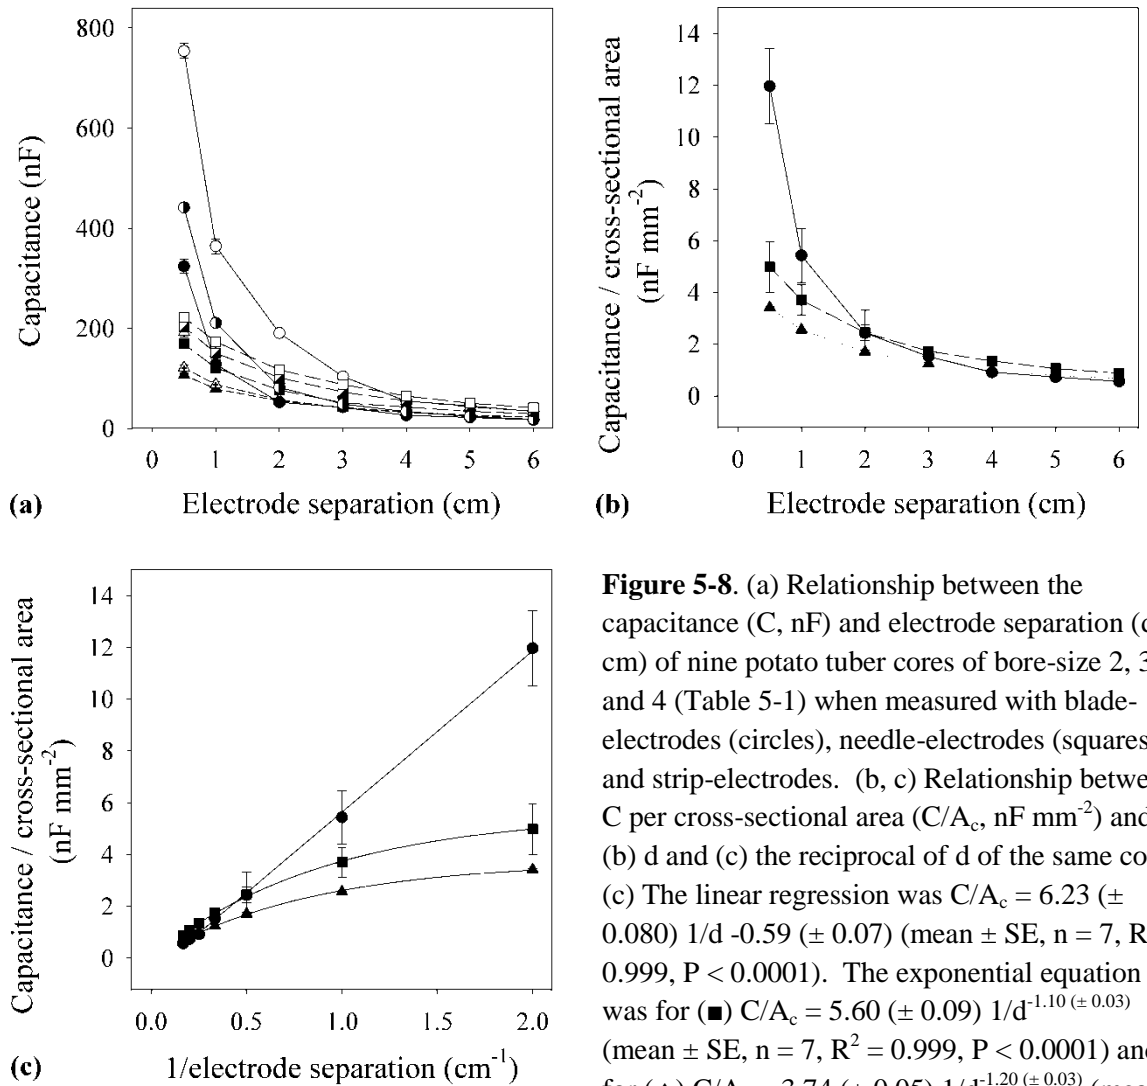 800
600
400
200
0
Capacitance (nF)
0 1 2 3 4 5 6
Electrode separation (cm)
(a)
14
12
10
8
6
4
2
0
Capacitance / cross-sectional area
(nF mm⁻²)
0 1 2 3 4 5 6
Electrode separation (cm)
(b)
14
12
10
8
6
4
2
0
Capacitance / cross-sectional area
(nF mm⁻²)
0.0 0.5 1.0 1.5 2.0
1/electrode separation (cm⁻¹)
(c)
Figure 5-8. (a) Relationship between the
capacitance (C, nF) and electrode separation
cm) of nine potato tuber cores of bore-size 2, 3
and 4 (Table 5-1) when measured with blade-
electrodes (circles), needle-electrodes (squares
and strip-electrodes. (b, c) Relationship
C per cross-sectional area (C/A_c, nF mm⁻²) and
(b) d and (c) the reciprocal of d of the same
(c) The linear regression was C/A_c = 6.23 (±
0.080) 1/d -0.59 (± 0.07) (mean ± SE, n = 7,
0.999, P < 0.0001). The exponential equation
was for (■) C/A_c = 5.60 (± 0.09) 1/d^-1.10 (± 0.03)
(mean ± SE, n = 7, R² = 0.999, P < 0.0001) and